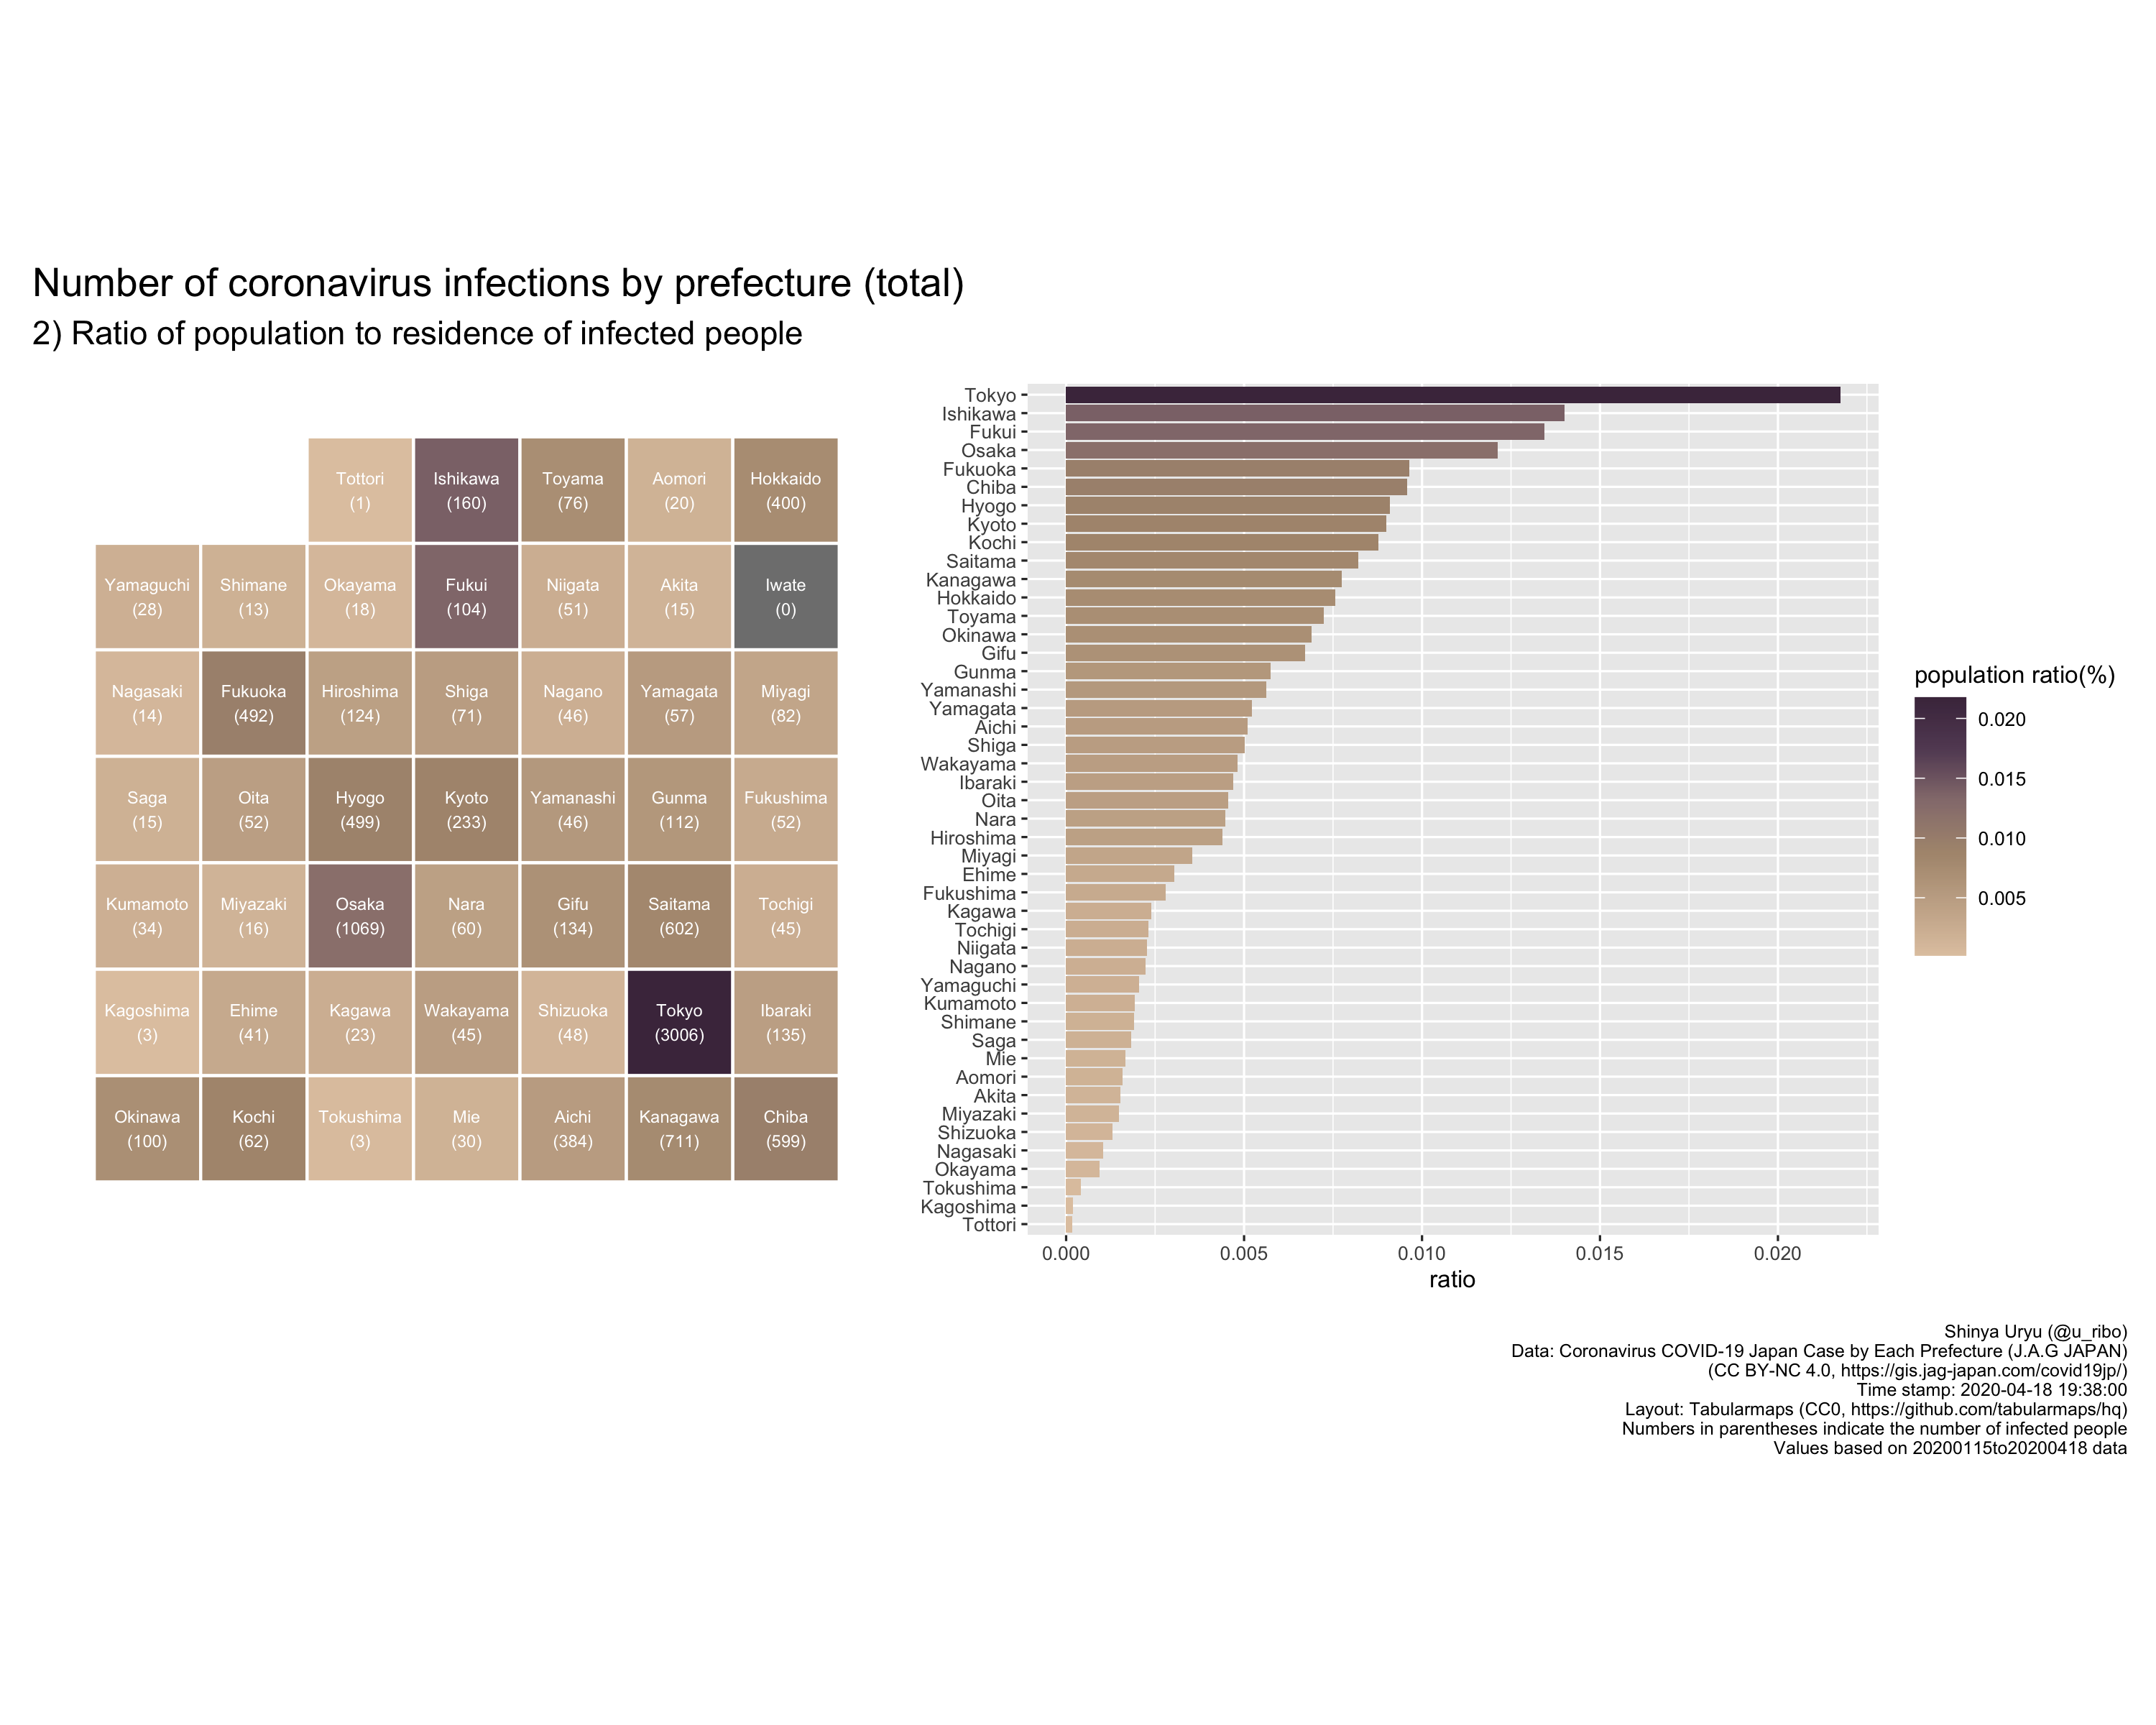 Number of coronavirus infections by prefecture (total)
2) Ratio of population to residence of infected people
Tottori
(1)
Ishikawa
(160)
Toyama
(76)
Aomori
(20)
Hokkaido
(400)
Yamaguchi
(28)
Shimane
(13)
Okayama
(18)
Fukui
(104)
Niigata
(51)
Akita
(15)
Iwate
(0)
Nagasaki
(14)
Fukuoka
(492)
Hiroshima
(124)
Shiga
(71)
Nagano
(46)
Yamagata
(57)
Miyagi
(82)
Saga
(15)
Oita
(52)
Hyogo
(499)
Kyoto
(233)
Yamanashi
(46)
Gunma
(112)
Fukushima
(52)
Kumamoto
(34)
Miyazaki
(16)
Osaka
(1069)
Nara
(60)
Gifu
(134)
Saitama
(602)
Tochigi
(45)
Kagoshima
(3)
Ehime
(41)
Kagawa
(23)
Wakayama
(45)
Shizuoka
(48)
Tokyo
(3006)
Ibaraki
(135)
Okinawa
(100)
Kochi
(62)
Tokushima
(3)
Mie
(30)
Aichi
(384)
Kanagawa
(711)
Chiba
(599)
Tokyo
Ishikawa
Fukui
Osaka
Fukuoka
Chiba
Hyogo
Kyoto
Kochi
Saitama
Kanagawa
Hokkaido
Toyama
Okinawa
Gifu
Gunma
Yamanashi
Yamagata
Aichi
Shiga
Wakayama
Ibaraki
Oita
Nara
Hiroshima
Miyagi
Ehime
Fukushima
Kagawa
Tochigi
Niigata
Nagano
Yamaguchi
Kumamoto
Shimane
Saga
Mie
Aomori
Akita
Miyazaki
Shizuoka
Nagasaki
Okayama
Tokushima
Kagoshima
Tottori
0.000 0.005 0.010 0.015 0.020
ratio
population ratio(%)
0.020
0.015
0.010
0.005
Shinya Uryu (@u_ribo)
Data: Coronavirus COVID-19 Japan Case by Each Prefecture (J.A.G JAPAN)
(CC BY-NC 4.0, https://gis.jag-japan.com/covid19jp/)
Time stamp: 2020-04-18 19:38:00
Layout: Tabularmaps (CC0, https://github.com/tabularmaps/hq)
Numbers in parentheses indicate the number of infected people
Values based on 20200115to20200418 data